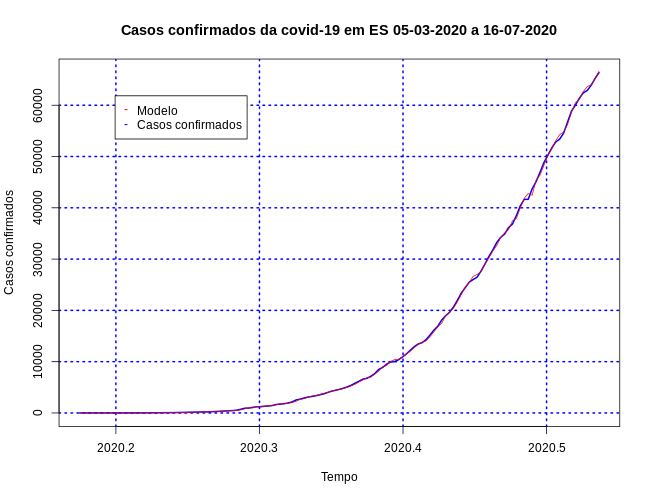 Casos confirmados da covid-19 em ES 05-03-2020 a 16-07-2020
Casos confirmados
60000
50000
40000
30000
20000
10000
0
Modelo
Casos confirmados
2020.2 2020.3 2020.4 2020.5
Tempo